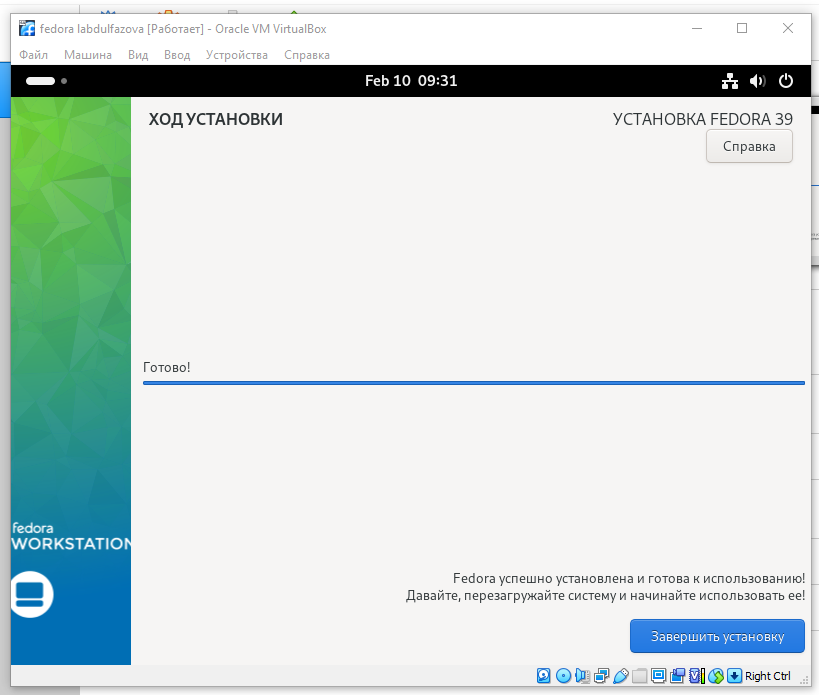 fedora labdulfazova [Работает] - Oracle VM VirtualBox
Файл Машина Вид Ввод Устройства Справка
Feb 10 09:31
ХОД УСТАНОВКИ
УСТАНОВКА FEDORA 39
Справка
Готово!
fedora
WORKSTATION
Fedora успешно установлена и готова к использованию!
Давайте, перезагружайте систему и начинайте использовать ее!
Завершить установку
Right Ctrl